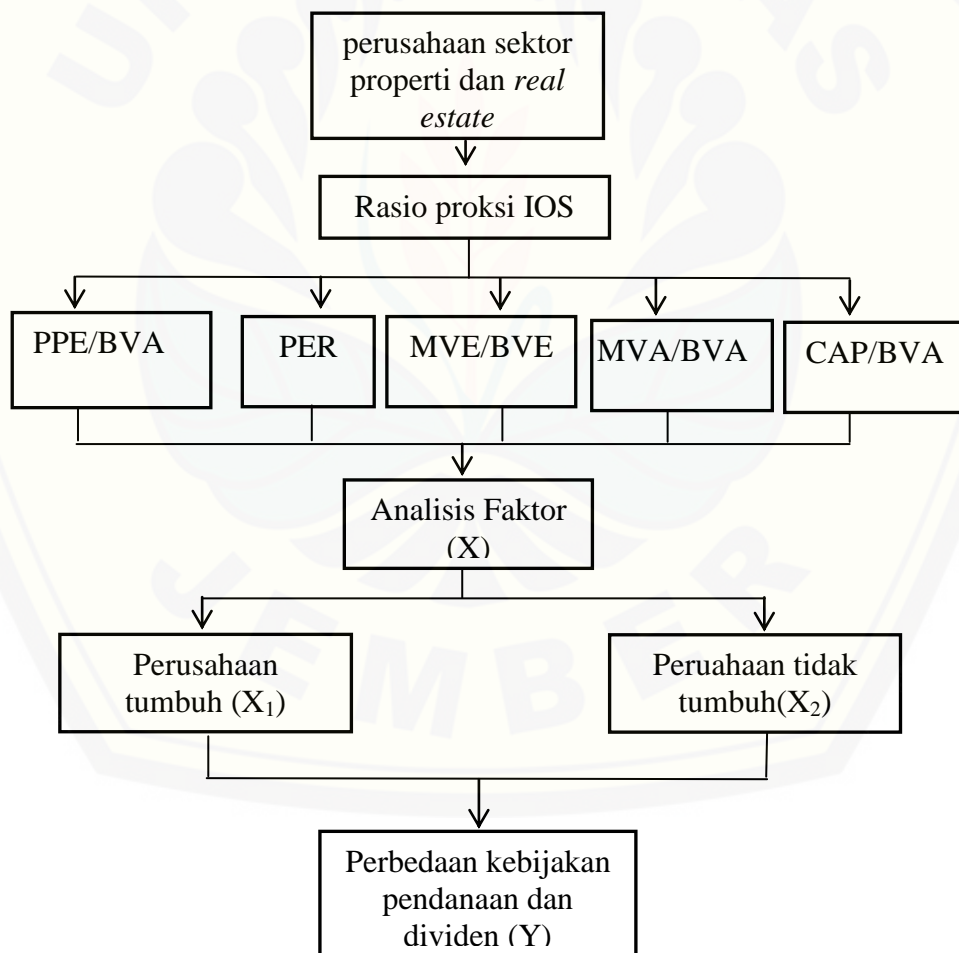 perusahaan sektor
properti dan real
estate
Rasio proksi IOS
PPE/BVA
PER
MVE/BVE
MVA/BVA
CAP/BVA
Analisis Faktor
(X)
Perusahaan
tumbuh (X₁)
Peruahaan tidak
tumbuh(X₂)
Perbedaan kebijakan
pendanaan dan
dividen (Y)
JEMBER